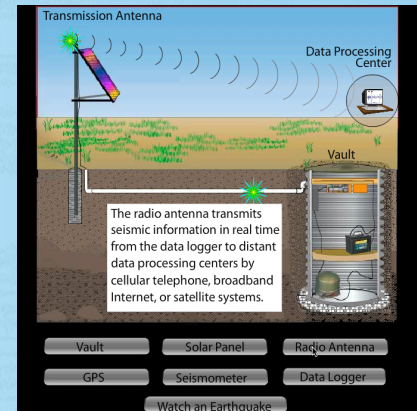 Transmission Antenna
Data Processing
Center
Vault
The radio antenna transmits
seismic information in real time
from the data logger to distant
data processing centers by
cellular telephone, broadband
Internet, or satellite systems.
Vault
Solar Panel
Radio Antenna
GPS
Seismometer
Data Logger
Watch an Earthquake